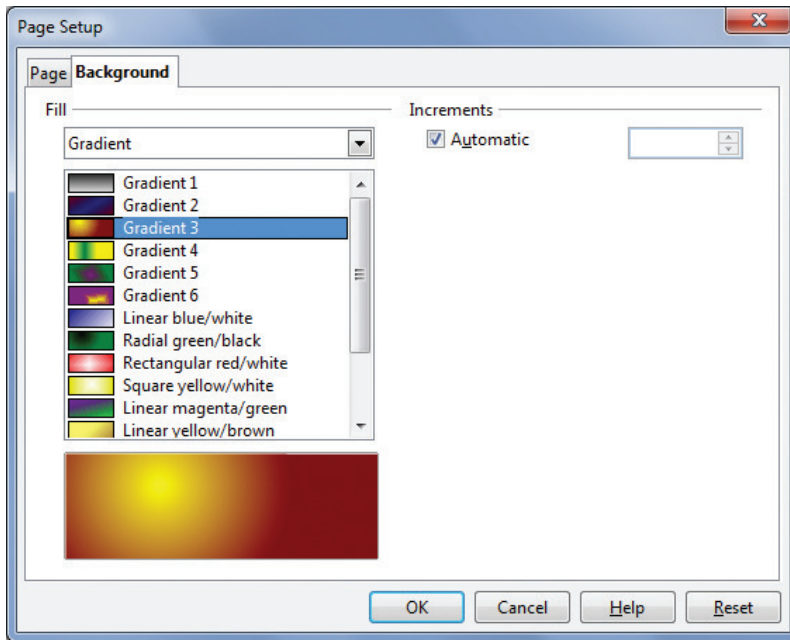 Page Setup
Page Background
Fill
Increments
Gradient
Automatic
Gradient 1
Gradient 2
Gradient 3
Gradient 4
Gradient 5
Gradient 6
Linear blue/white
Radial green/black
Rectangular red/white
Square yellow/white
Linear magenta/green
Linear yellow/brown
OK Cancel Help Reset